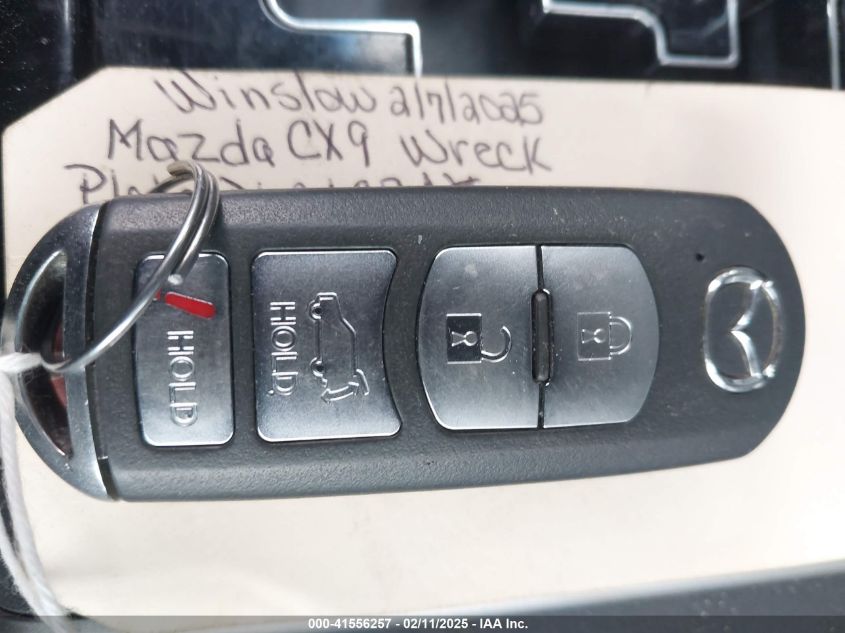 Winslow 2/7/2025
Mazda CX9 Wreck
HOLD
HOLD
000-41556257 - 02/11/2025 - IAA Inc.